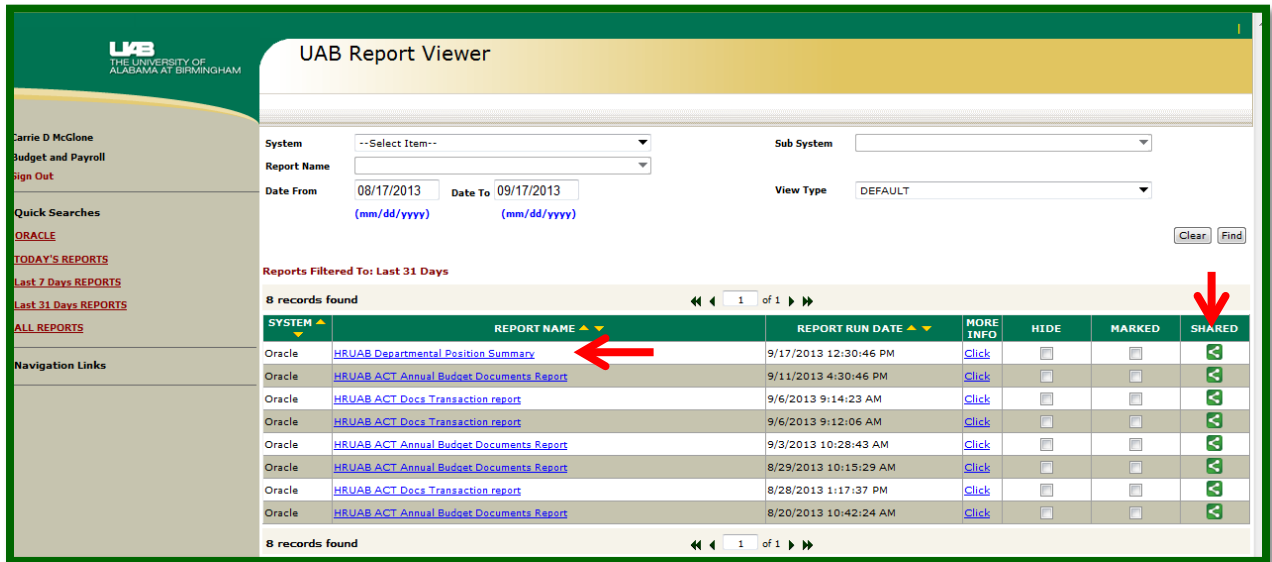 UAB
THE UNIVERSITY OF
ALABAMA AT BIRMINGHAM
UAB Report Viewer
Carrie D McGlone
Budget and Payroll
Sign Out
Quick Searches
ORACLE
TODAY'S REPORTS
Last 7 Days REPORTS
Last 31 Days REPORTS
ALL REPORTS
Navigation Links
System --Select Item-- Sub System
Report Name
Date From 08/17/2013 Date To 09/17/2013 View Type DEFAULT
(mm/dd/yyyy) (mm/dd/yyyy)
Clear Find
Reports Filtered To: Last 31 Days
8 records found 1 of 1
SYSTEM REPORT NAME REPORT RUN DATE MORE INFO HIDE MARKED SHARED
Oracle HRUAB Departmental Position Summary 9/17/2013 12:30:46 PM Click
Oracle HRUAB ACT Annual Budget Documents Report 9/11/2013 4:30:46 PM Click
Oracle HRUAB ACT Docs Transaction report 9/6/2013 9:14:23 AM Click
Oracle HRUAB ACT Docs Transaction report 9/6/2013 9:12:06 AM Click
Oracle HRUAB ACT Annual Budget Documents Report 9/3/2013 10:28:43 AM Click
Oracle HRUAB ACT Annual Budget Documents Report 8/29/2013 10:15:29 AM Click
Oracle HRUAB ACT Docs Transaction report 8/28/2013 1:17:37 PM Click
Oracle HRUAB ACT Annual Budget Documents Report 8/20/2013 10:42:24 AM Click
8 records found 1 of 1